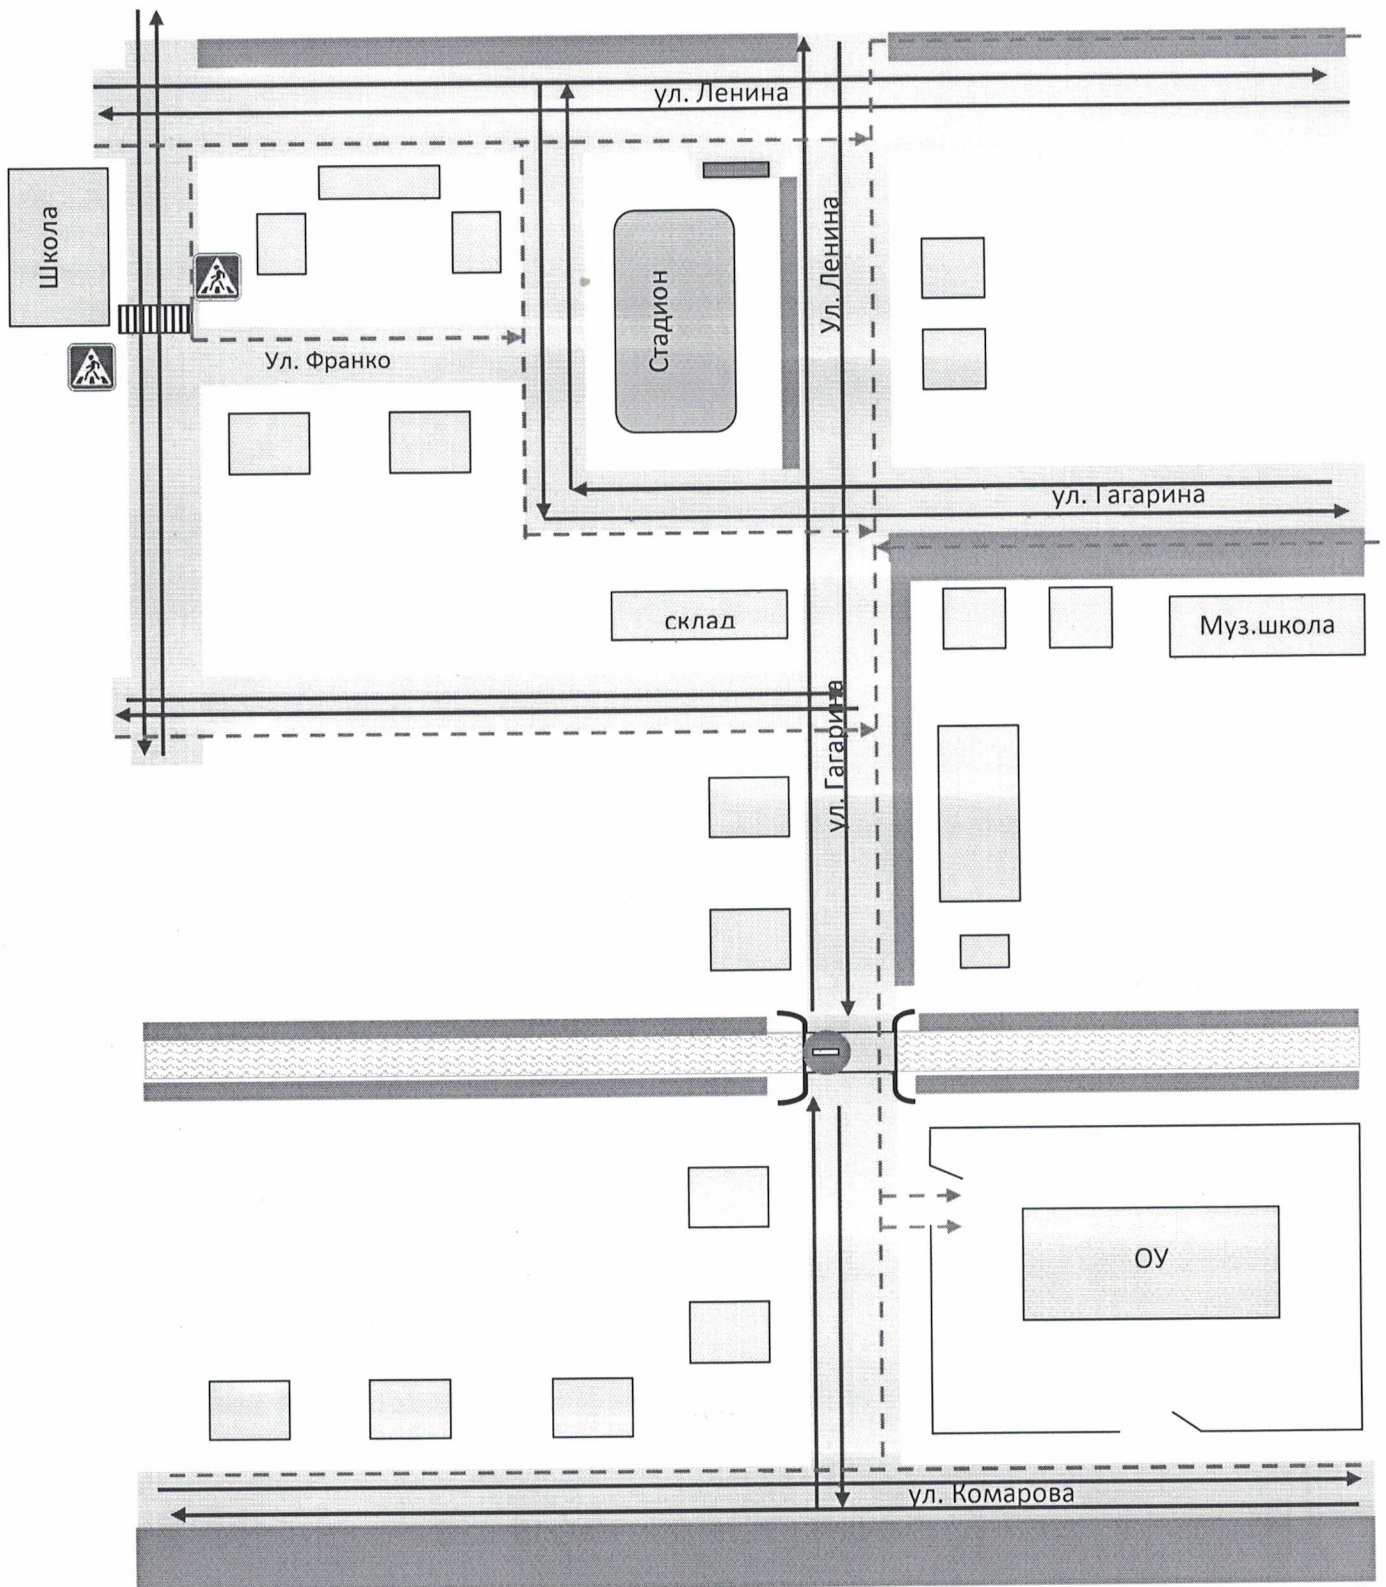 ул. Ленина
Школа
Ул. Ленина
Стадион
Ул. Франко
ул. Гагарина
склад
Муз.школа
ул. Гагарина
ОУ
ул. Комарова